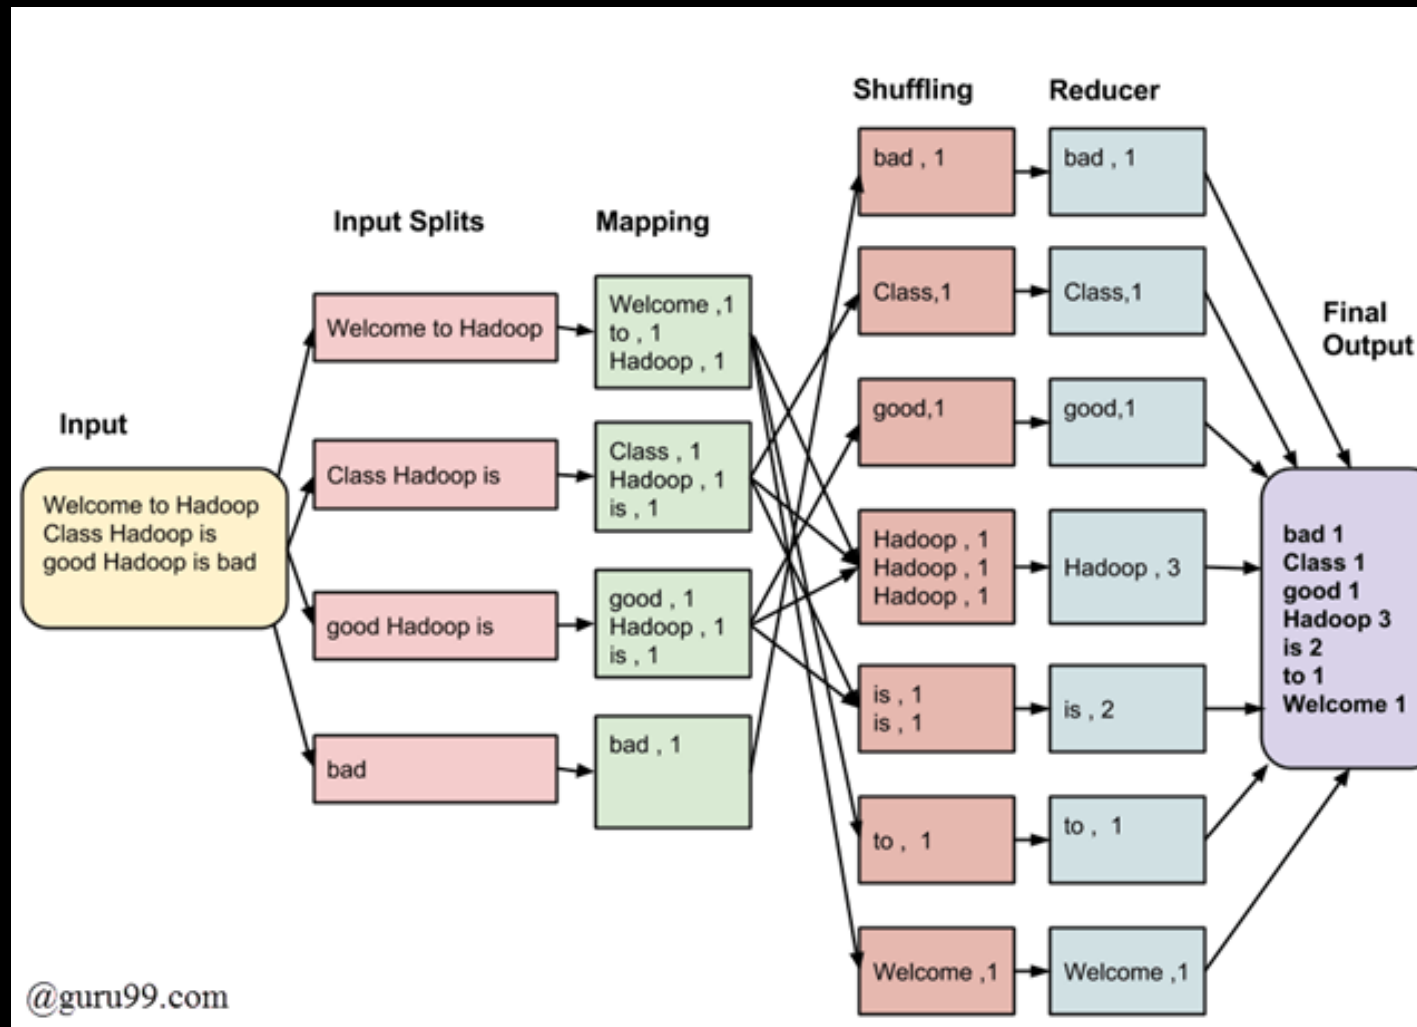 Input
Welcome to Hadoop
Class Hadoop is
good Hadoop is bad
Input Splits
Welcome to Hadoop
Class Hadoop is
good Hadoop is
bad
Mapping
Welcome ,1
to , 1
Hadoop , 1
Class , 1
Hadoop , 1
is , 1
good , 1
Hadoop , 1
is , 1
bad , 1
Shuffling
bad , 1
Class,1
good,1
Hadoop , 1
Hadoop , 1
Hadoop , 1
is , 1
is , 1
to , 1
Welcome ,1
Reducer
bad , 1
Class,1
good,1
Hadoop , 3
is , 2
to , 1
Welcome ,1
Final
Output
bad 1
Class 1
good 1
Hadoop 3
is 2
to 1
Welcome 1
@guru99.com